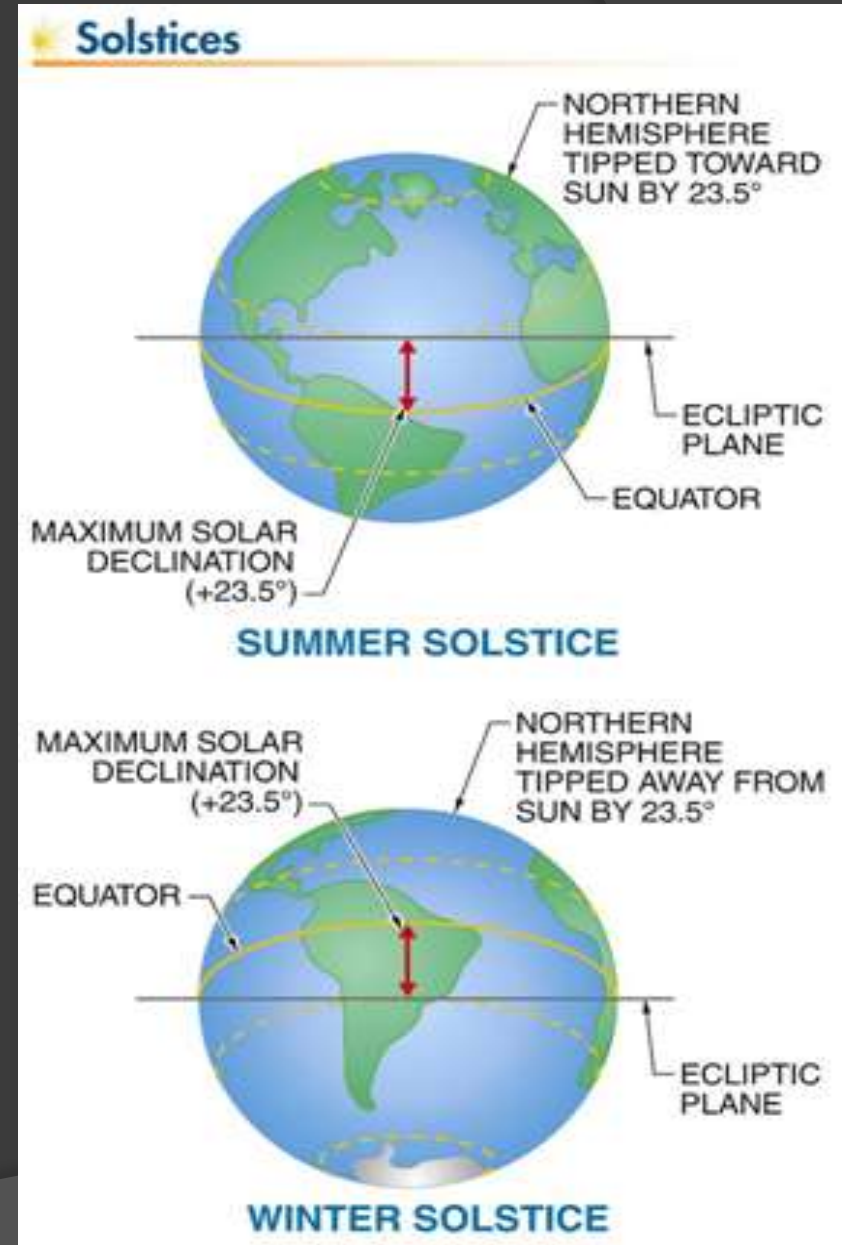 Solstices
NORTHERN
HEMISPHERE
TIPPED TOWARD
SUN BY 23.5°
ECLIPTIC
PLANE
EQUATOR
MAXIMUM SOLAR
DECLINATION
(+23.5°)
SUMMER SOLSTICE
MAXIMUM SOLAR
DECLINATION
(+23.5°)
NORTHERN
HEMISPHERE
TIPPED AWAY FROM
SUN BY 23.5°
EQUATOR
ECLIPTIC
PLANE
WINTER SOLSTICE